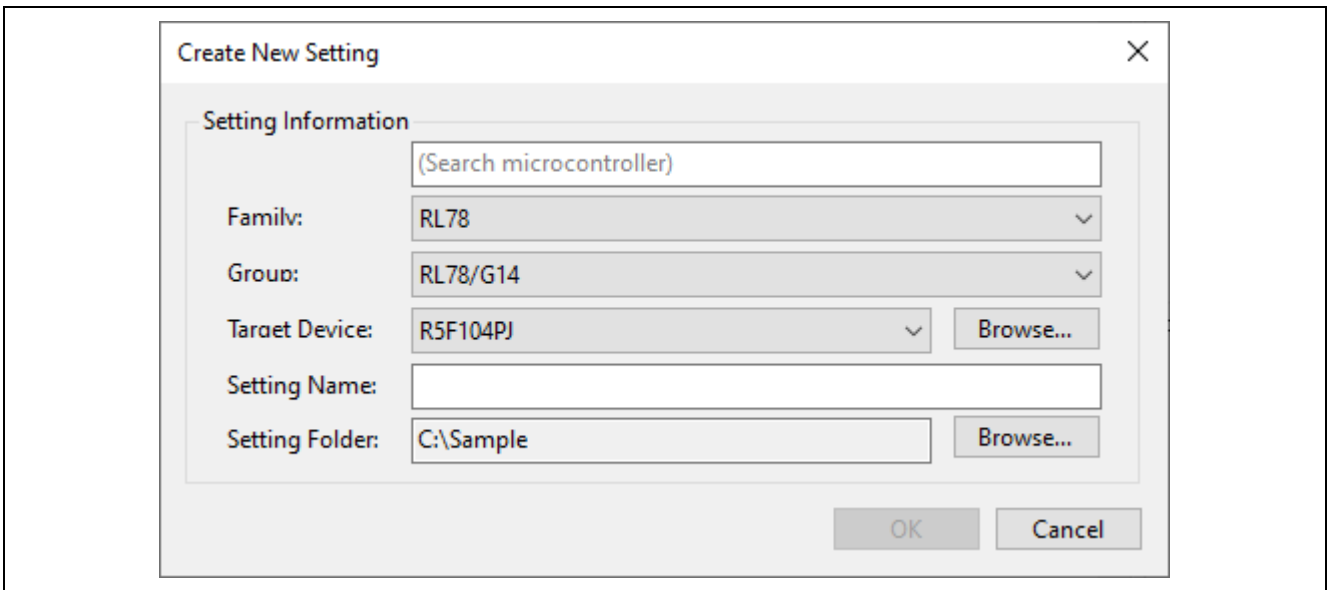 Create New Setting
Setting Information
(Search microcontroller)
Family: RL78
Group: RL78/G14
Target Device: R5F104PJ Browse...
Setting Name:
Setting Folder: C:\Sample Browse...
OK Cancel